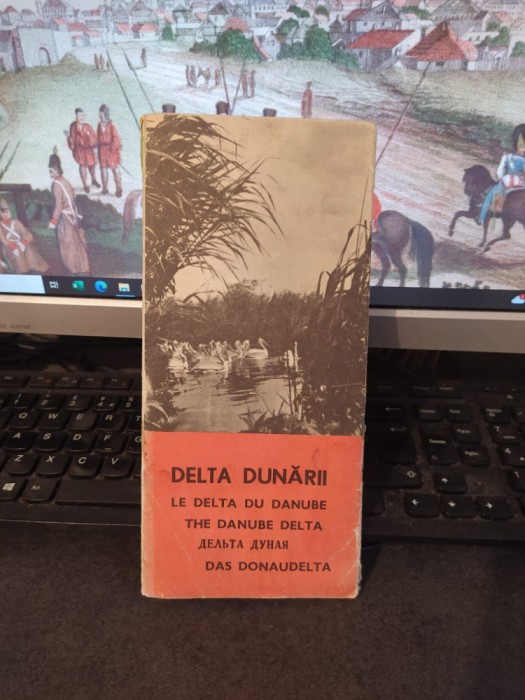 DELTA DUNĂRII
LE DELTA DU DANUBE
THE DANUBE DELTA
ДЕЛЬТА ДУНАЯ
DAS DONAUDELTA